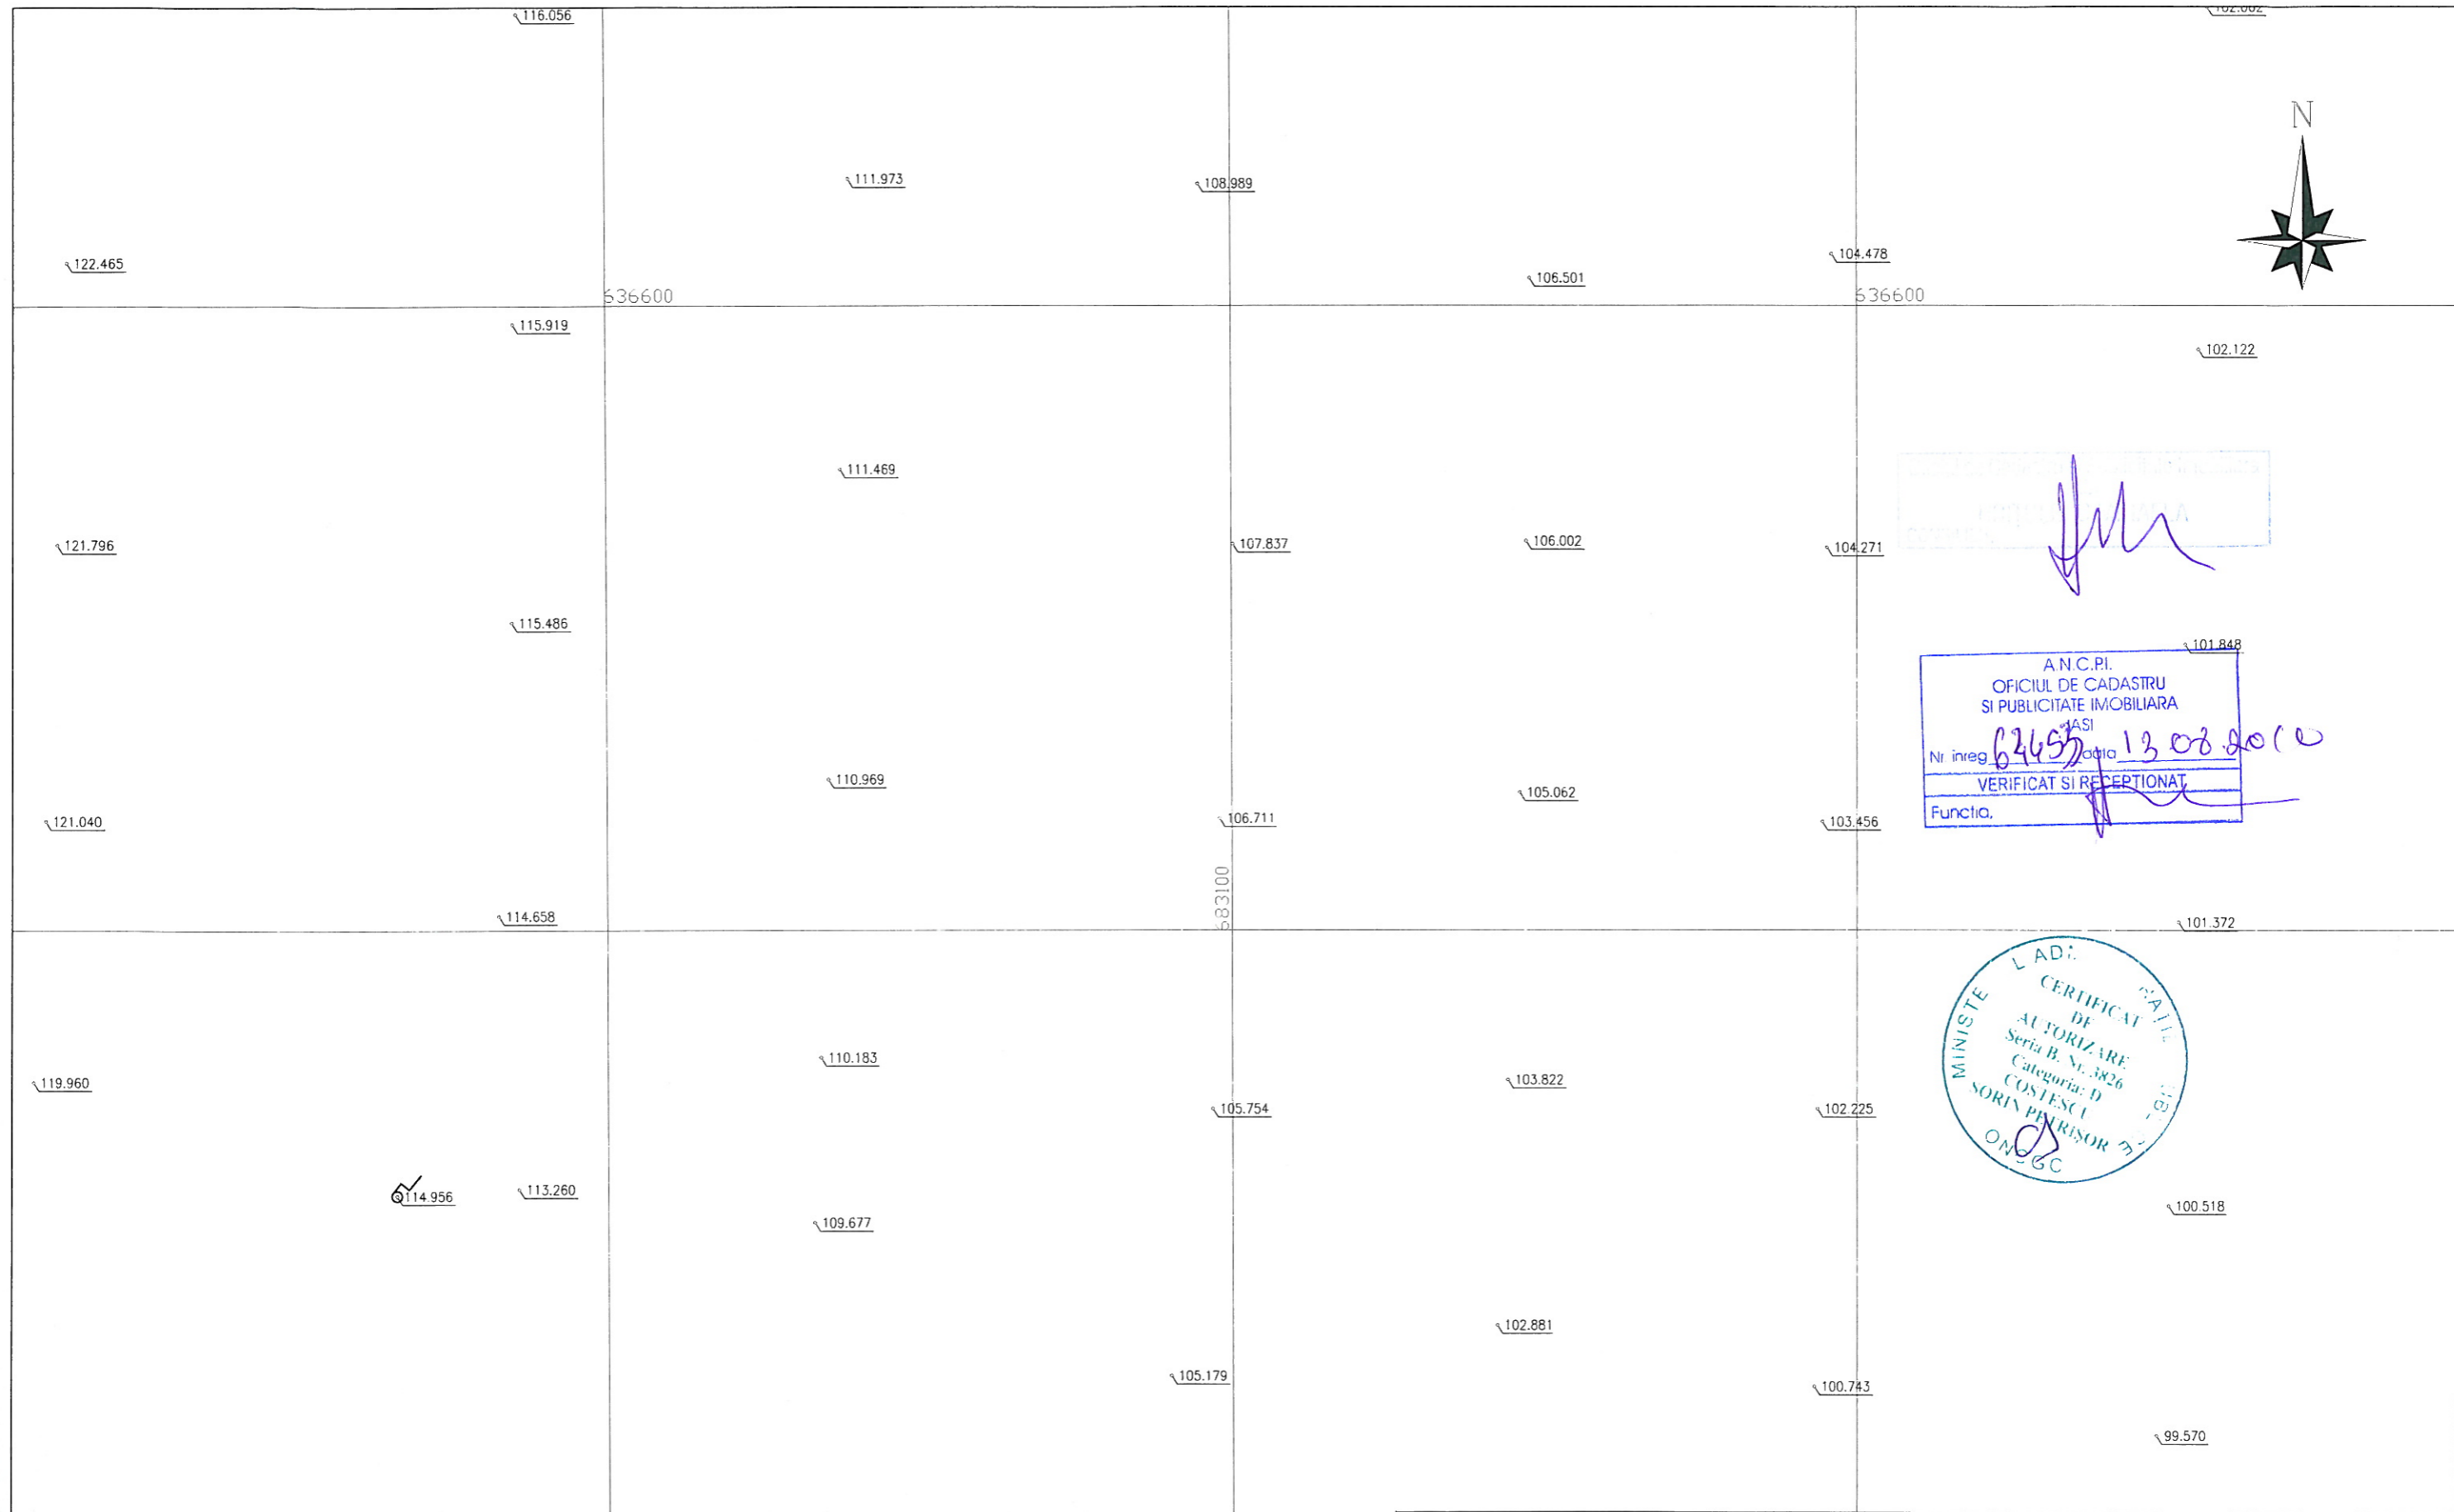 116.056
N
111.973
108.989
122.465
104.478
106.501
636600
636600
115.919
102.122
111.469
121.796
107.837
106.002
104.271
115.486
101.848
A.N.C.P.I.
OFICIUL DE CADASTRU
SI PUBLICITATE IMOBILIARA
IASI
Nr inreg data 13 08 2010
VERIFICAT SI RECEPTIONAT
Functia,
110.969
105.062
121.040
106.711
103.456
683100
114.658
101.372
MINISTE
CERTIFICAT
DE
AUTORIZARE
Seria B. Nr. 3826
Categoria: D
COSTESCU
SORIN PETRISOR
ONCGC
110.183
119.960
103.822
105.754
102.225
114.956
113.260
100.518
109.677
102.881
105.179
100.743
99.570